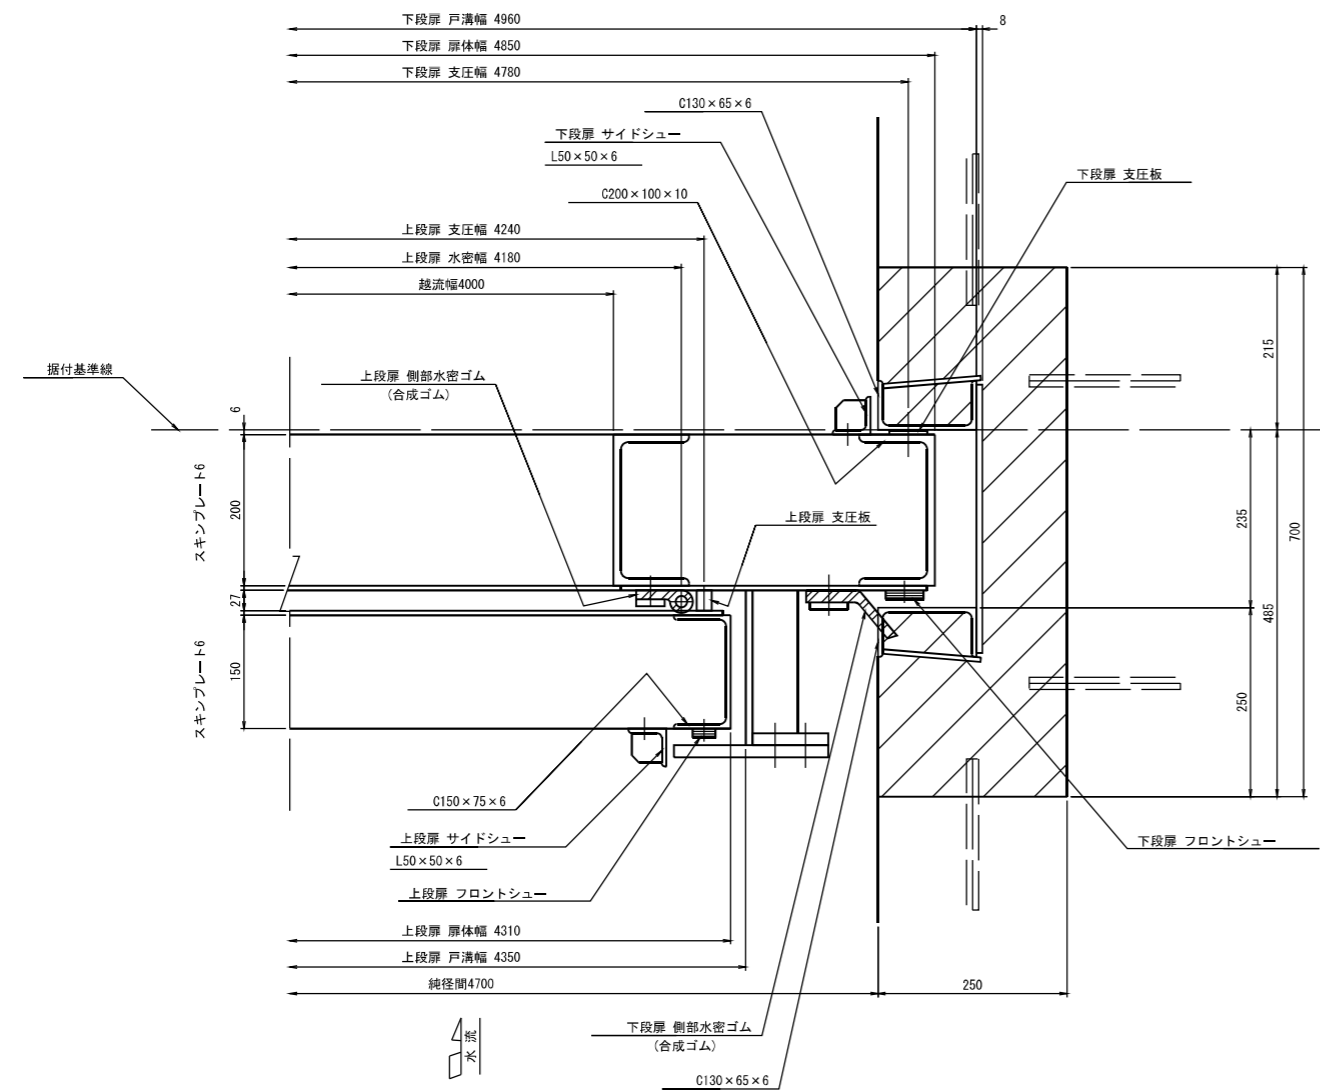 下段扉 戸溝幅 4960
8
下段扉 扉体幅 4850
下段扉 支圧幅 4780
C130×65×6
下段扉 サイドシュー
L50×50×6
下段扉 支圧板
C200×100×10
上段扉 支圧幅 4240
上段扉 水密幅 4180
越流幅4000
215
据付基準線
上段扉 側部水密ゴム
(合成ゴム)
6
スキンプレート6
200
上段扉 支圧板
235
700
27
485
スキンプレート6
150
250
C150×75×6
上段扉 サイドシュー
L50×50×6
下段扉 フロントシュー
上段扉 フロントシュー
上段扉 扉体幅 4310
上段扉 戸溝幅 4350
純径間4700
250
水 流
下段扉 側部水密ゴム
(合成ゴム)
C130×65×6